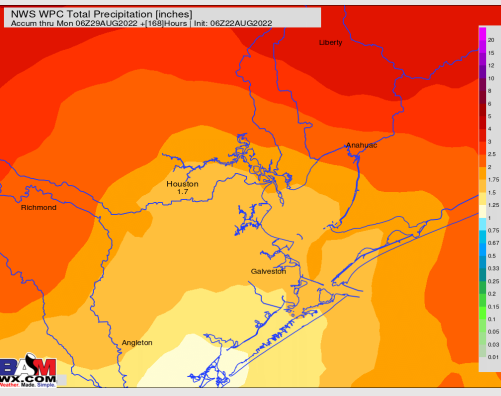 NWS WPC Total Precipitation [inches]
Accum thru Mon 06Z29AUG2022 +[168]Hours | Init: 06Z22AUG2022
Liberty
Anahuac
Houston
1.7
Richmond
Galveston
Angleton
20
15
12
10
8
6
5
4
3
2.5
2
1.75
1.5
1.25
1
0.75
0.67
0.5
0.33
0.25
0.2
0.15
0.1
0.05
0.03
0.01
BAM
WX.COM
Weather. Made. Simple.